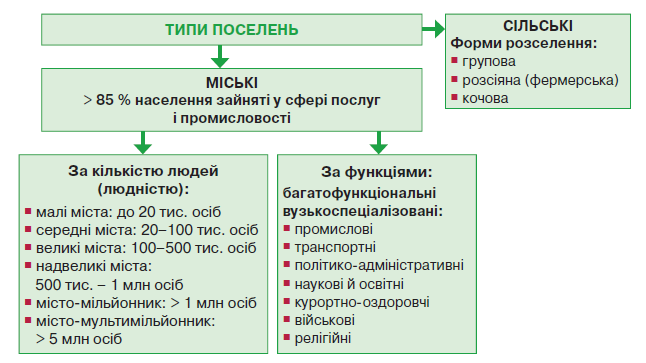 ТИПИ ПОСЕЛЕНЬ
СІЛЬСЬКІ
Форми розселення:
▪ групова
▪ розсіяна (фермерська)
▪ кочова
МІСЬКІ
> 85 % населення зайняті у сфері послуг
і промисловості
За кількістю людей
(людністю):
▪ малі міста: до 20 тис. осіб
▪ середні міста: 20–100 тис. осіб
▪ великі міста: 100–500 тис. осіб
▪ надвеликі міста:
500 тис. – 1 млн осіб
▪ місто-мільйонник: > 1 млн осіб
▪ місто-мультимільйонник:
> 5 млн осіб
За функціями:
багатофункціональні
вузькоспеціалізовані:
▪ промислові
▪ транспортні
▪ політико-адміністративні
▪ наукові й освітні
▪ курортно-оздоровчі
▪ військові
▪ релігійні